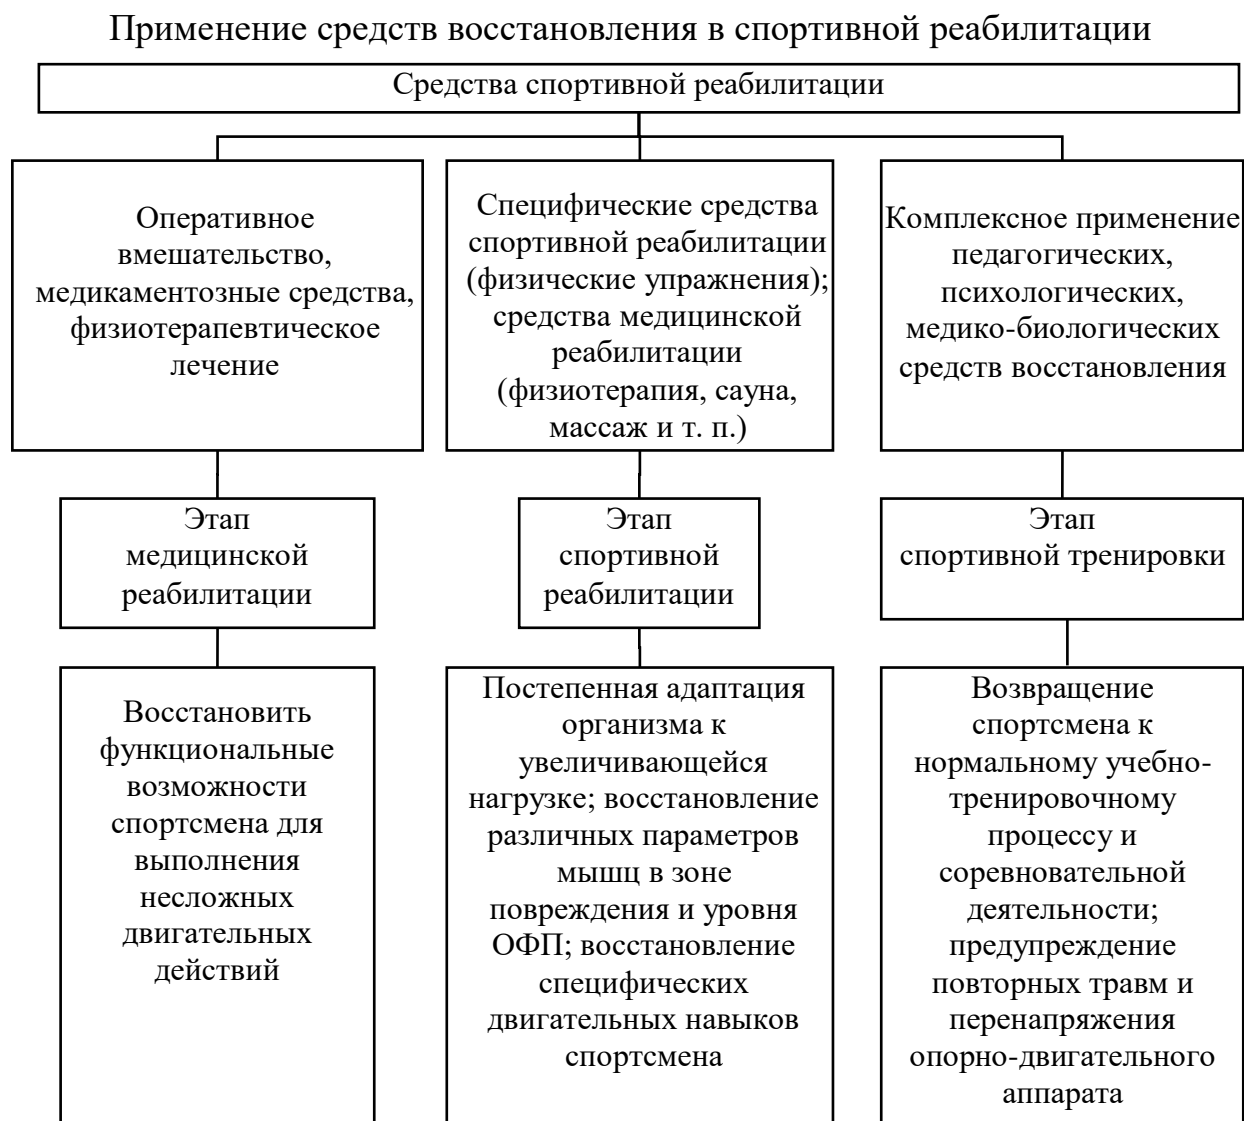 Применение средств восстановления в спортивной реабилитации
Средства спортивной реабилитации
Оперативное
вмешательство,
медикаментозные средства,
физиотерапевтическое
лечение
Специфические средства
спортивной реабилитации
(физические упражнения);
средства медицинской
реабилитации
(физиотерапия, сауна,
массаж и т. п.)
Комплексное применение
педагогических,
психологических,
медико-биологических
средств восстановления
Этап
медицинской
реабилитации
Этап
спортивной
реабилитации
Этап
спортивной тренировки
Восстановить
функциональные
возможности
спортсмена для
выполнения
несложных
двигательных
действий
Постепенная адаптация
организма к
увеличивающейся
нагрузке; восстановление
различных параметров
мышц в зоне
повреждения и уровня
ОФП; восстановление
специфических
двигательных навыков
спортсмена
Возвращение
спортсмена к
нормальному учебно-
тренировочному
процессу и
соревновательной
деятельности;
предупреждение
повторных травм и
перенапряжения
опорно-двигательного
аппарата